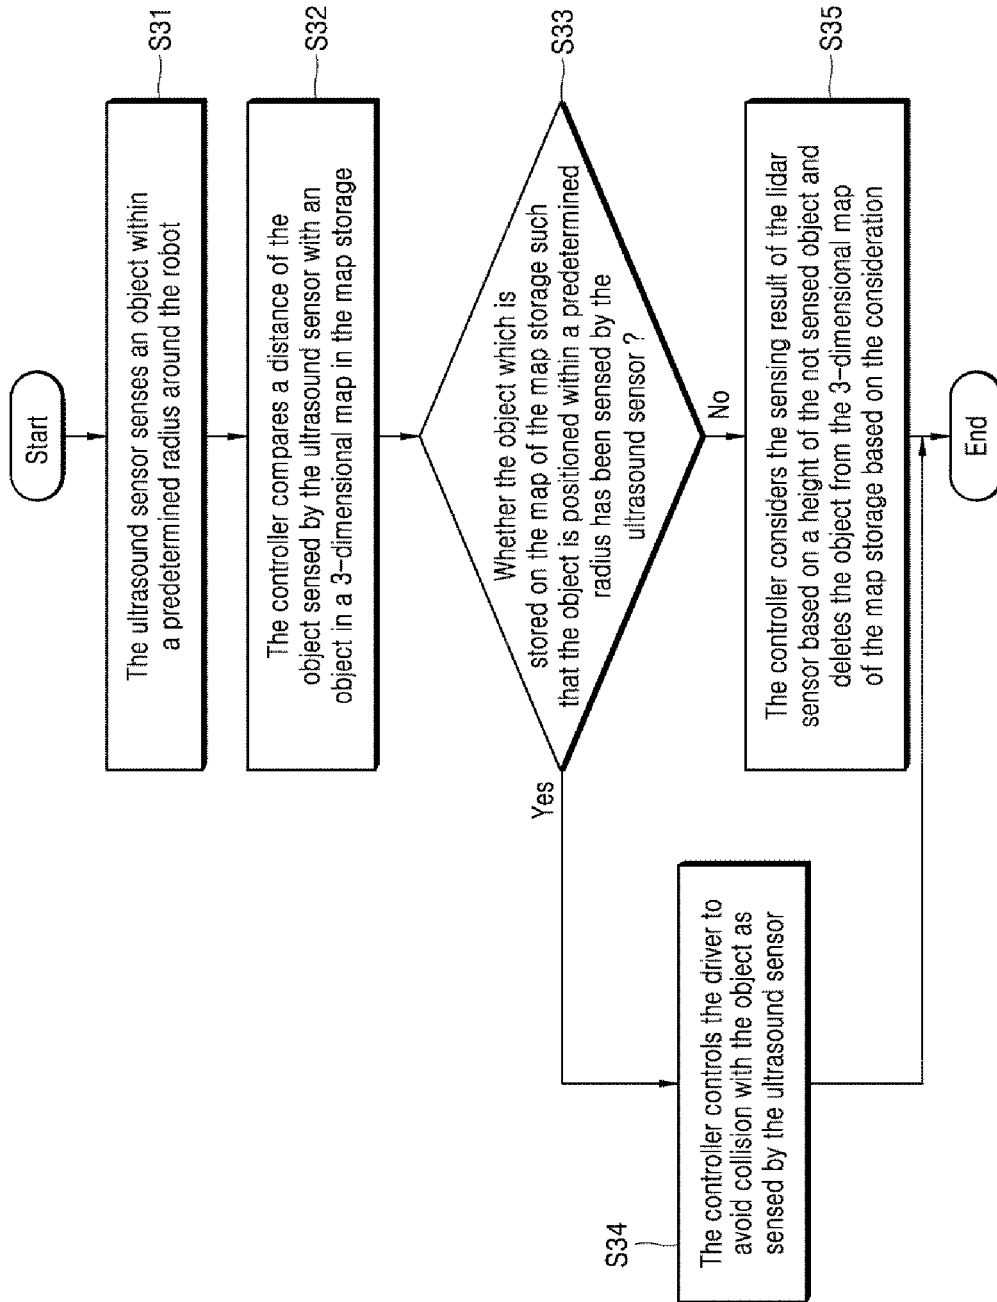 Start
The ultrasound sensor senses an object within
a predetermined radius around the robot
S31
The controller compares a distance of the
object sensed by the ultrasound sensor with an
object in a 3-dimensional map in the map storage
S32
Whether the object which is
stored on the map of the map storage such
that the object is positioned within a predetermined
radius has been sensed by the
ultrasound sensor ?
S33
Yes
No
S34
The controller controls the driver to
avoid collision with the object as
sensed by the ultrasound sensor
The controller considers the sensing result of the lidar
sensor based on a height of the not sensed object and
deletes the object from the 3-dimensional map
of the map storage based on the consideration
S35
End